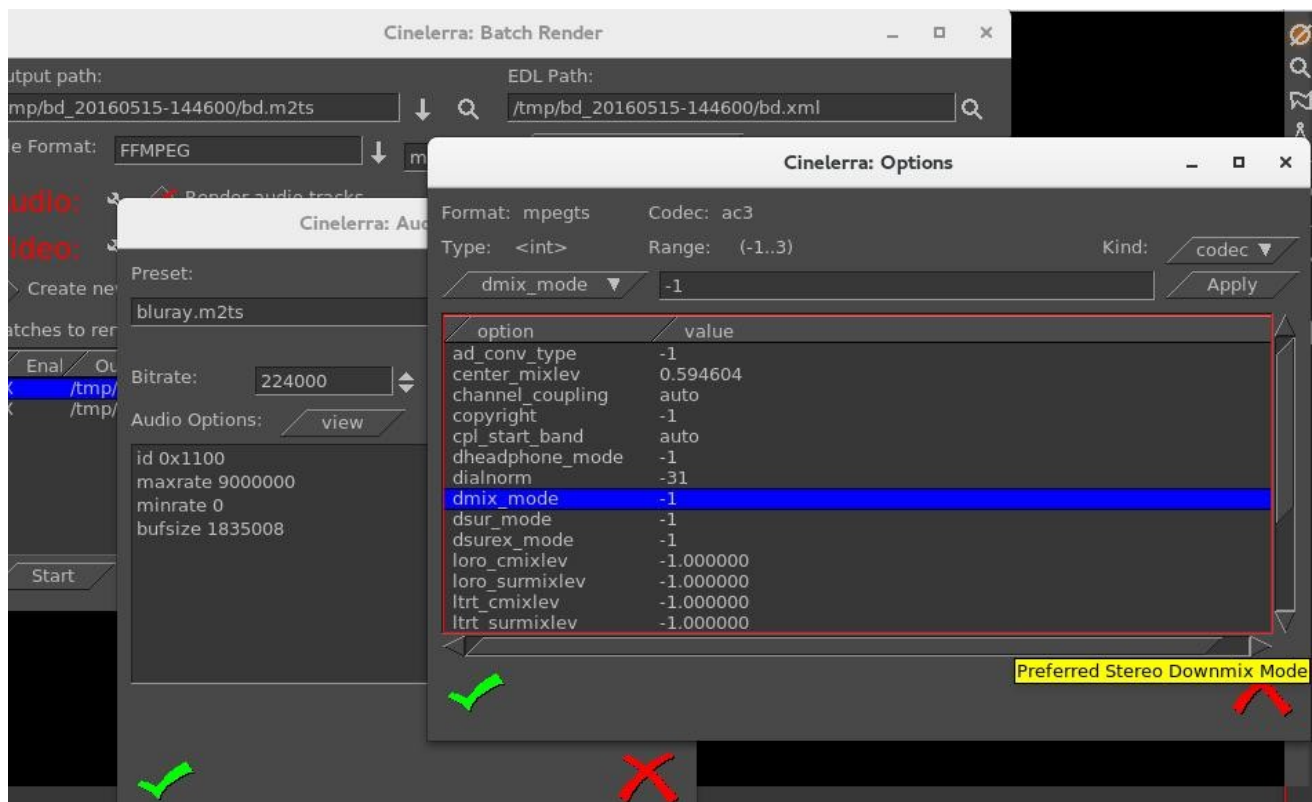 Cinelerra: Batch Render
utput path:
EDL Path:
mp/bd_20160515-144600/bd.m2ts
/tmp/bd_20160515-144600/bd.xml
e Format:
FFMPEG
m
Cinelerra: Options
udio:
Render audio tracks
Cinelerra: Aud
Format: mpegts
Codec: ac3
ideo:
Type: <int>
Range: (-1..3)
Kind:
codec
Preset:
dmix_mode
-1
Apply
Create ne
bluray.m2ts
atches to rer
option
value
Enal
Ou
ad_conv_type -1
center_mixlev 0.594604
channel_coupling auto
copyright -1
cpl_start_band auto
dheadphone_mode -1
dialnorm -31
dmix_mode -1
dsur_mode -1
dsurex_mode -1
loro_cmixlev -1.000000
loro_surmixlev -1.000000
ltrt_cmixlev -1.000000
ltrt_surmixlev -1.000000
/tmp/
/tmp/
Bitrate:
224000
Audio Options:
view
id 0x1100
maxrate 9000000
minrate 0
bufsize 1835008
Start
Preferred Stereo Downmix Mode